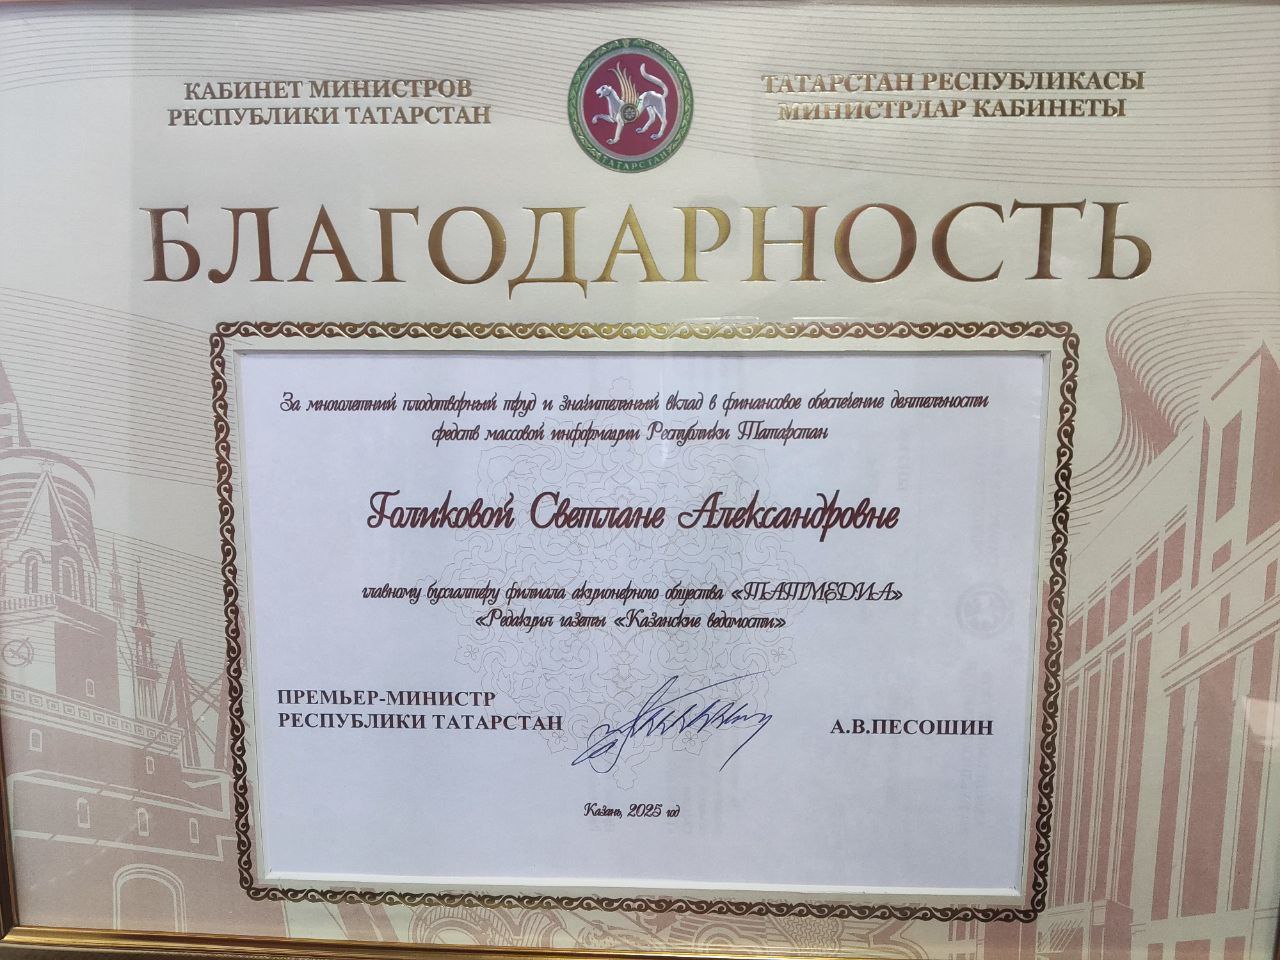 КАБИНЕТ МИНИСТРОВ
РЕСПУБЛИКИ ТАТАРСТАН
ТАТАРСТАН
ТАТАРСТАН РЕСПУБЛИКАСЫ
МИНИСТРЛАР КАБИНЕТЫ
БЛАГОДАРНОСТЬ
За многолетний плодотворный труд и значительный вклад в финансовое обеспечение деятельности
средств массовой информации Республики Татарстан
Голиковой Светлане Александровне
главному бухгалтеру филиала акционерного общества «ТАТМЕДИА»
«Редакция газеты «Казанские ведомости»
ПРЕМЬЕР-МИНИСТР
РЕСПУБЛИКИ ТАТАРСТАН
А.В.ПЕСОШИН
Казань, 2025 год